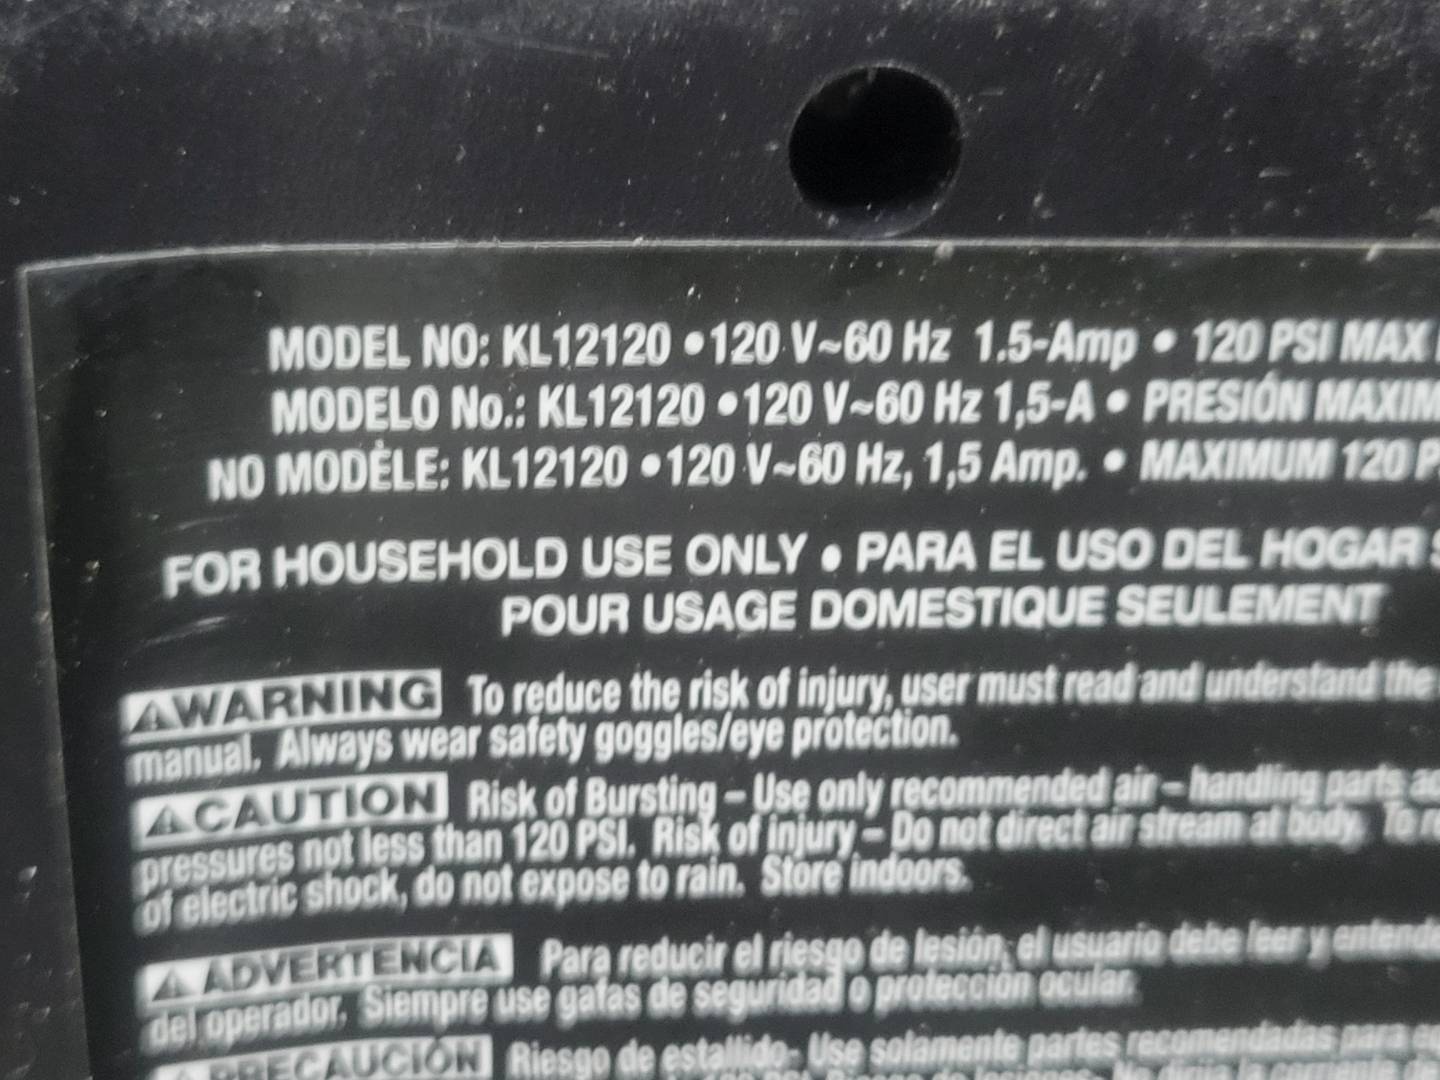 MODEL NO: KL12120 • 120 V~60 Hz 1.5-Amp • 120 PSI MAX
MODELO No.: KL12120 • 120 V~60 Hz 1,5-A • PRESIÓN MAXIM
NO MODÈLE: KL12120 • 120 V~60 Hz, 1,5 Amp. • MAXIMUM 120 P
FOR HOUSEHOLD USE ONLY • PARA EL USO DEL HOGAR S
POUR USAGE DOMESTIQUE SEULEMENT
⚠WARNING To reduce the risk of injury, user must read and understand the
manual. Always wear safety goggles/eye protection.
⚠CAUTION Risk of Bursting – Use only recommended air – handling parts ac
pressures not less than 120 PSI. Risk of injury – Do not direct air stream at body. To re
of electric shock, do not expose to rain. Store indoors.
⚠ ADVERTENCIA Para reducir el riesgo de lesión, el usuario debe leer y entende
del operador. Siempre use gafas de seguridad o protección ocular.
⚠ PRECAUCIÓN Riesgo de estallido- Use solamente partes recomendadas para